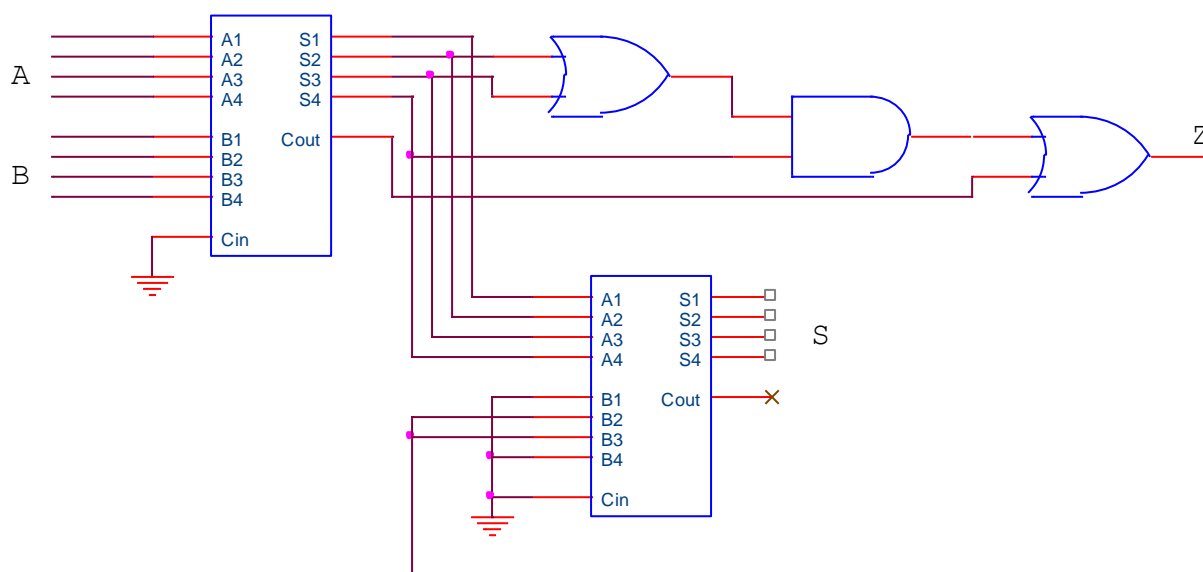 A
B
A1 S1
A2 S2
A3 S3
A4 S4
B1 Cout
B2
B3
B4
Cin
Z
A1 S1
A2 S2
A3 S3
A4 S4
S
B1 Cout
B2
B3
B4
Cin